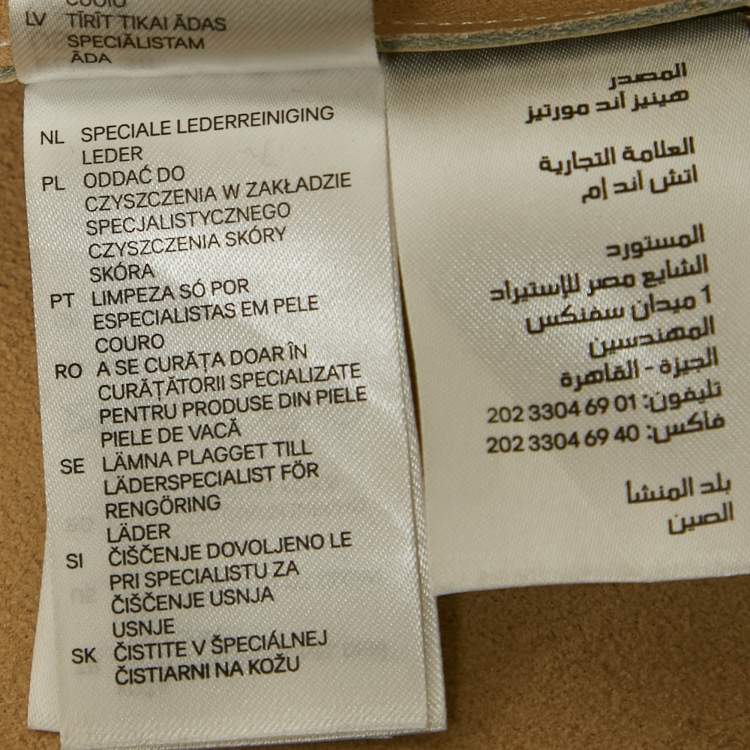 CUOIO
LV TĪRĪT TIKAI ĀDAS
SPECIĀLISTAM
ĀDA
NL SPECIALE LEDERREINIGING
LEDER
PL ODDAĆ DO
CZYSZCZENIA W ZAKŁADZIE
SPECJALISTYCZNEGO
CZYSZCZENIA SKÓRY
SKÓRA
PT LIMPEZA SÓ POR
ESPECIALISTAS EM PELE
COURO
RO A SE CURĂȚA DOAR ÎN
CURĂȚĂTORII SPECIALIZATE
PENTRU PRODUSE DIN PIELE
PIELE DE VACĂ
SE LÄMNA PLAGGET TILL
LÄDERSPECIALIST FÖR
RENGÖRING
LÄDER
SI ČIŠČENJE DOVOLJENO LE
PRI SPECIALISTU ZA
ČIŠČENJE USNJA
USNJE
SK ČISTITE V ŠPECIÁLNEJ
ČISTIARNI NA KOŽU
المصدر
هينيز آند مورتيز
العلامة التجارية
اتش آند إم
المستورد
الشايع مصر للإستيراد
1 ميدان سفنكس
المهندسين
الجيزة - القاهرة
تليفون: 01 69 3304 202
فاكس: 40 69 3304 202
بلد المنشأ
الصين